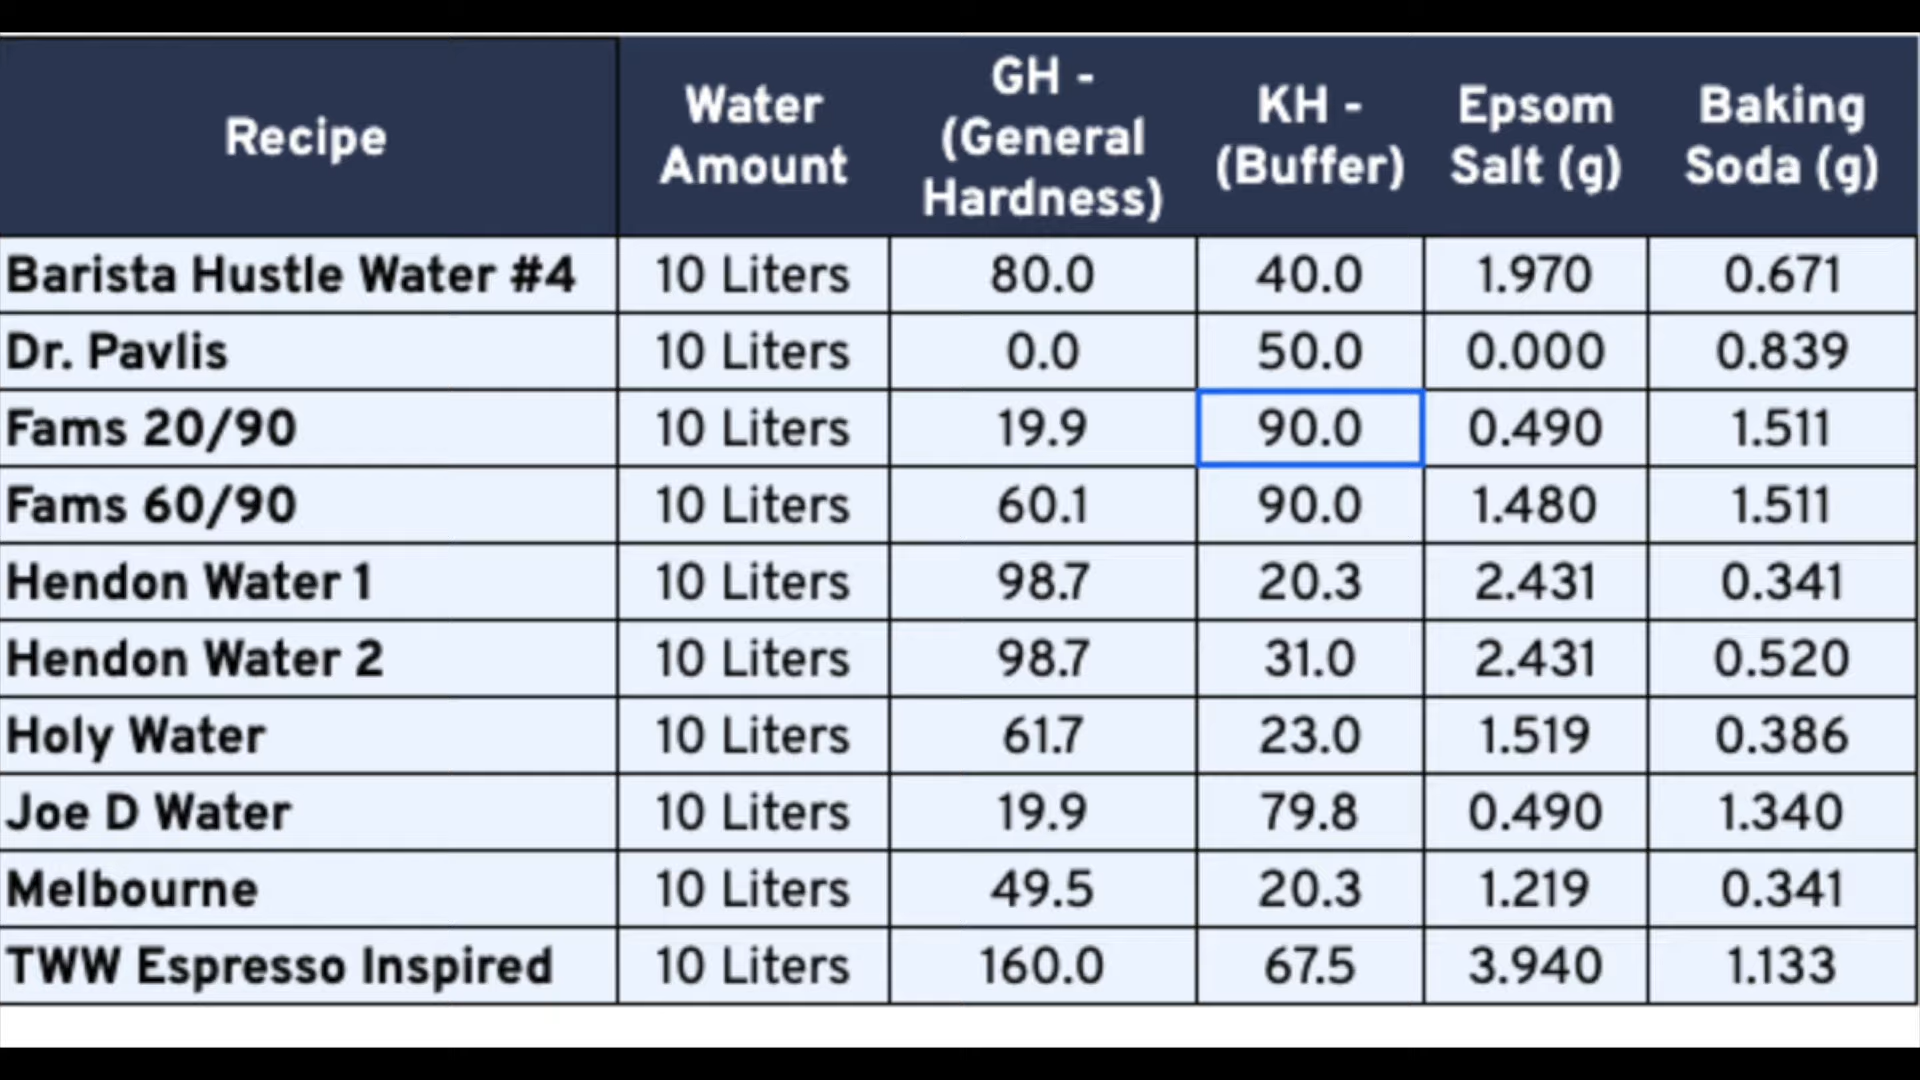 Recipe Water Amount GH - (General Hardness) KH - (Buffer) Epsom Salt (g) Baking Soda (g)
Barista Hustle Water #4 10 Liters 80.0 40.0 1.970 0.671
Dr. Pavlis 10 Liters 0.0 50.0 0.000 0.839
Fams 20/90 10 Liters 19.9 90.0 0.490 1.511
Fams 60/90 10 Liters 60.1 90.0 1.480 1.511
Hendon Water 1 10 Liters 98.7 20.3 2.431 0.341
Hendon Water 2 10 Liters 98.7 31.0 2.431 0.520
Holy Water 10 Liters 61.7 23.0 1.519 0.386
Joe D Water 10 Liters 19.9 79.8 0.490 1.340
Melbourne 10 Liters 49.5 20.3 1.219 0.341
TWW Espresso Inspired 10 Liters 160.0 67.5 3.940 1.133